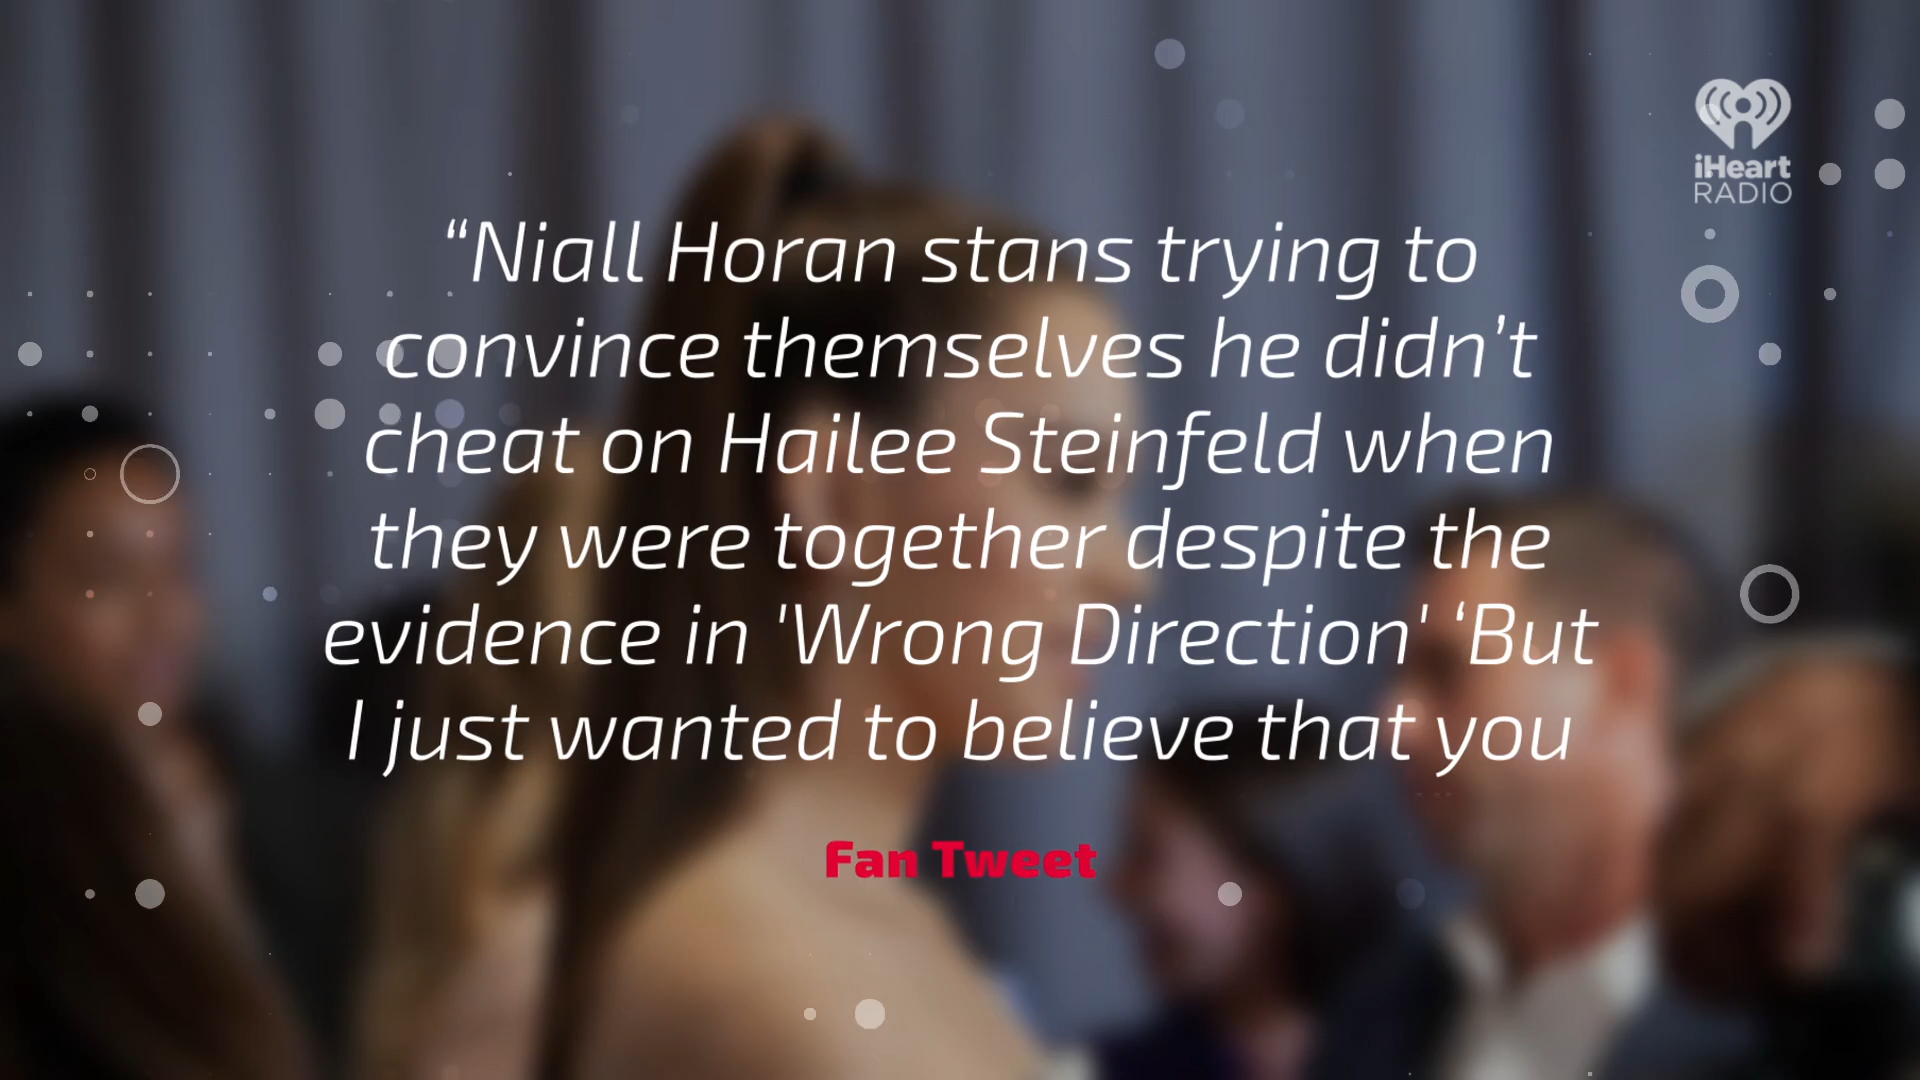 iHeart
RADIO
“Niall Horan stans trying to
convince themselves he didn’t
cheat on Hailee Steinfeld when
they were together despite the
evidence in 'Wrong Direction' ‘But
I just wanted to believe that you
Fan Tweet